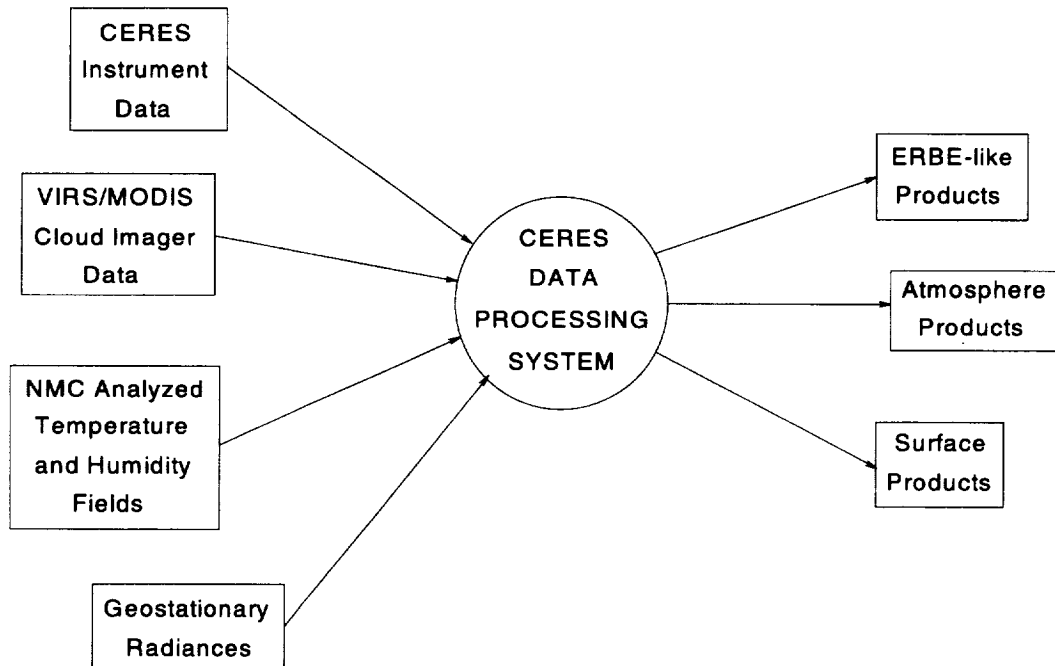 CERES
Instrument
Data
VIRS/MODIS
Cloud Imager
Data
NMC Analyzed
Temperature
and Humidity
Fields
Geostationary
Radiances
CERES
DATA
PROCESSING
SYSTEM
ERBE-like
Products
Atmosphere
Products
Surface
Products